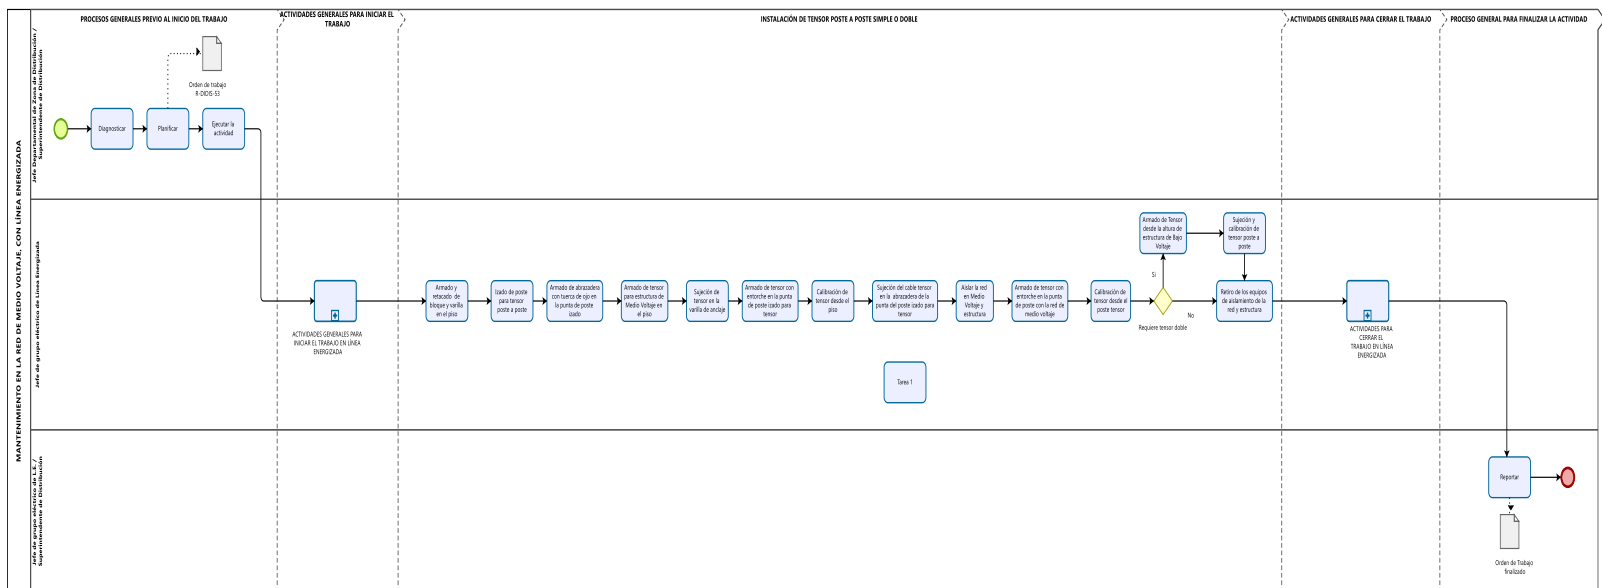 MANTENIMIENTO EN LA RED DE MEDIO VOLTAJE, CON LÍNEA ENERGIZADA
PROCESOS GENERALES PREVIO AL INICIO DEL TRABAJO
ACTIVIDADES GENERALES PARA INICIAR EL
TRABAJO
INSTALACIÓN DE TENSOR POSTE A POSTE SIMPLE O DOBLE
ACTIVIDADES GENERALES PARA CERRAR EL TRABAJO
PROCESO GENERAL PARA FINALIZAR LA ACTIVIDAD
Jefe Departamental de Zona de Distribución /
Superintendente de Distribución
Orden de trabajo
R-DIDIS-53
Diagnosticar
Planificar
Ejecutar la
actividad
Jefe de grupo eléctrico de Línea Energizada
ACTIVIDADES GENERALES PARA
INICIAR EL TRABAJO EN LÍNEA
ENERGIZADA
Armado y
retacado de
bloque y varilla
en el piso
Izado de poste
para tensor
poste a poste
Armado de abrazadera
con tuerca de ojo en
la punta de poste
izado
Armado de tensor
para estructura de
Medio Voltaje en
el piso
Sujeción de
tensor en la
varilla de anclaje
Armado de tensor con
entorche en la punta
de poste izado para
tensor
Calibración de
tensor desde el
piso
Sujeción del cable tensor
en la abrazadera de la
punta del poste izado para
tensor
Aislar la red
en Medio
Voltaje y
estructura
Armado de tensor con
entorche en la punta
de poste con la red de
medio voltaje
Calibración de
tensor desde el
poste tensor
Requiere tensor doble
Si
No
Armado de Tensor
desde la altura de
estructura de Bajo
Voltaje
Sujeción y
calibración de
tensor poste a
poste
Retiro de los equipos
de aislamiento de la
red y estructura
Tarea 1
ACTIVIDADES PARA
CERRAR EL
TRABAJO EN LÍNEA
ENERGIZADA
Jefe de grupo eléctrico de L.E. /
Superintendente de Distribución
Reportar
Orden de Trabajo
finalizado